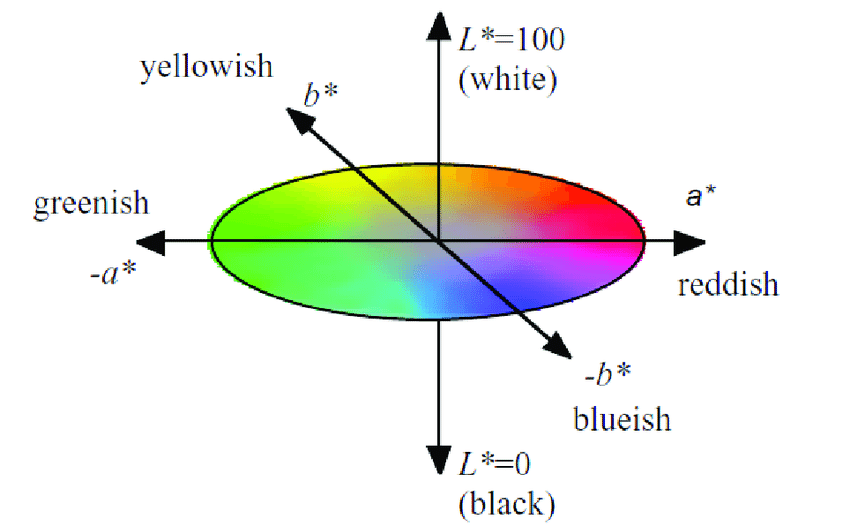 L*=100
(white)
yellowish
b*
greenish
a*
-a*
reddish
-b*
blueish
L*=0
(black)